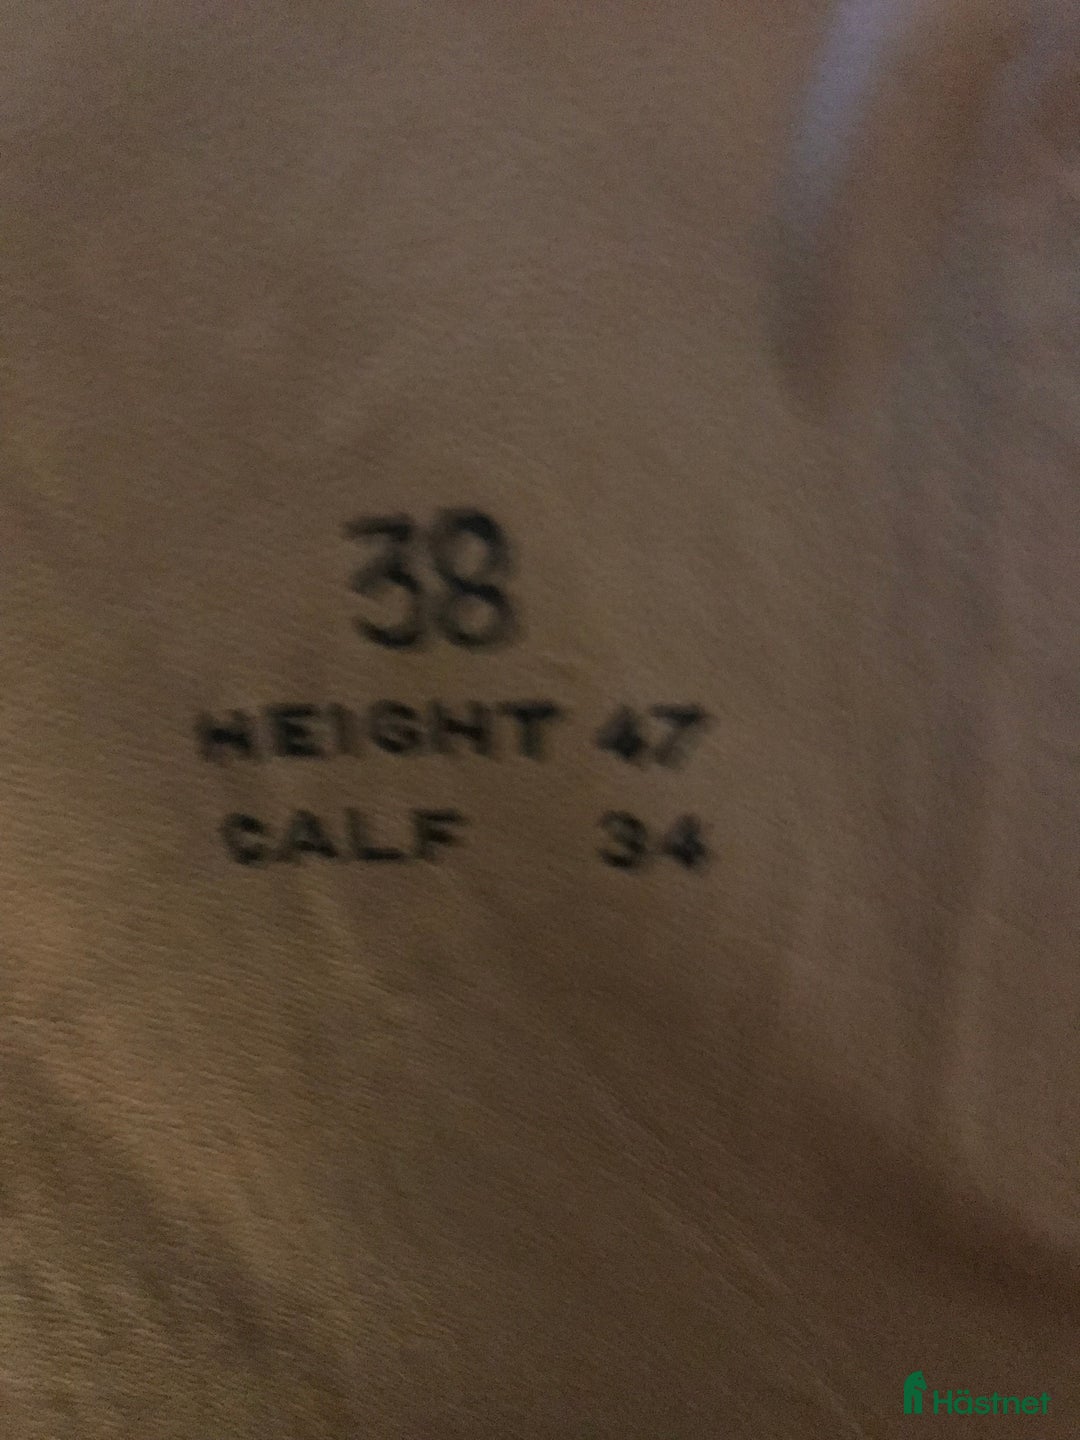 38
HEIGHT 47
CALF 34
Hästnet